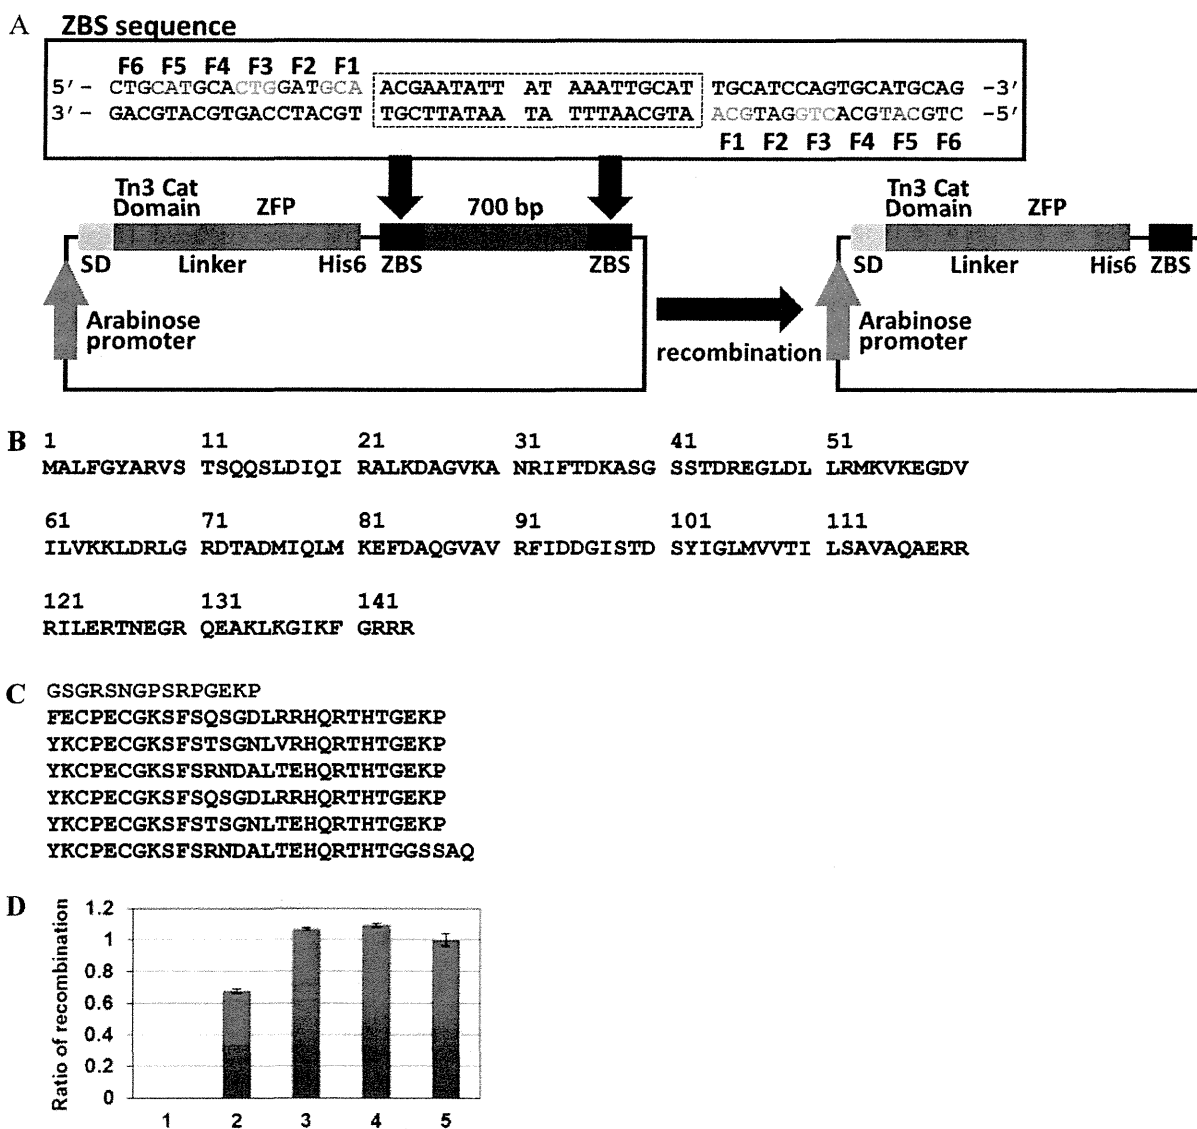 A ZBS sequence
F6 F5 F4 F3 F2 F1
5′ - CTGCATGCACTGGATGCA ACGAATATT AT AAATTGCAT TGCATCCAGTGCATGCAG -3′
3′ - GACGTACGTGACCTACGT TGCTTATAA TA TTTAACGTA ACGTAGGTCACGTACGTC -5′
F1 F2 F3 F4 F5 F6
Tn3 Cat
Domain ZFP 700 bp
SD Linker His6 ZBS ZBS
Arabinose
promoter
recombination
Tn3 Cat
Domain ZFP
SD Linker His6 ZBS
Arabinose
promoter
B 1 11 21 31 41 51
MALFGYARVS TSQQSLDIQI RALKDAGVKA NRIFTDKASG SSTDREGLDL LRMKVKEGDV
61 71 81 91 101 111
ILVKKLDRLG RDTADMIQLM KEFDAQGVAV RFIDDGISTD SYIGLMVVTI LSAVAQAERR
121 131 141
RILERTNEGR QEAKLKGIKF GRRR
C GSGRSNGPSRPGEKP
FECPECGKSFSQSGDLRRHQRTHTGEKP
YKCPECGKSFSTSGNLVRHQRTHTGEKP
YKCPECGKSFSRNDALTEHQRTHTGEKP
YKCPECGKSFSQSGDLRRHQRTHTGEKP
YKCPECGKSFSTSGNLTEHQRTHTGEKP
YKCPECGKSFSRNDALTEHQRTHTGGSSAQ
D
Ratio of recombination
1.2
1
0.8
0.6
0.4
0.2
0
1 2 3 4 5